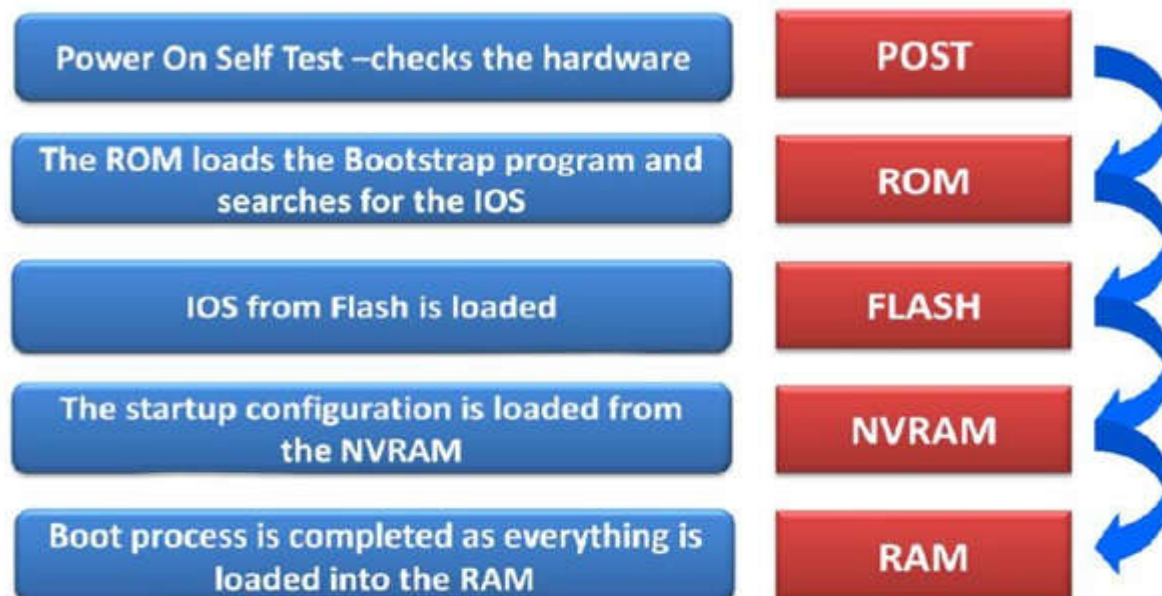 Power On Self Test –checks the hardware
POST
The ROM loads the Bootstrap program and
searches for the IOS
ROM
IOS from Flash is loaded
FLASH
The startup configuration is loaded from
the NVRAM
NVRAM
Boot process is completed as everything is
loaded into the RAM
RAM